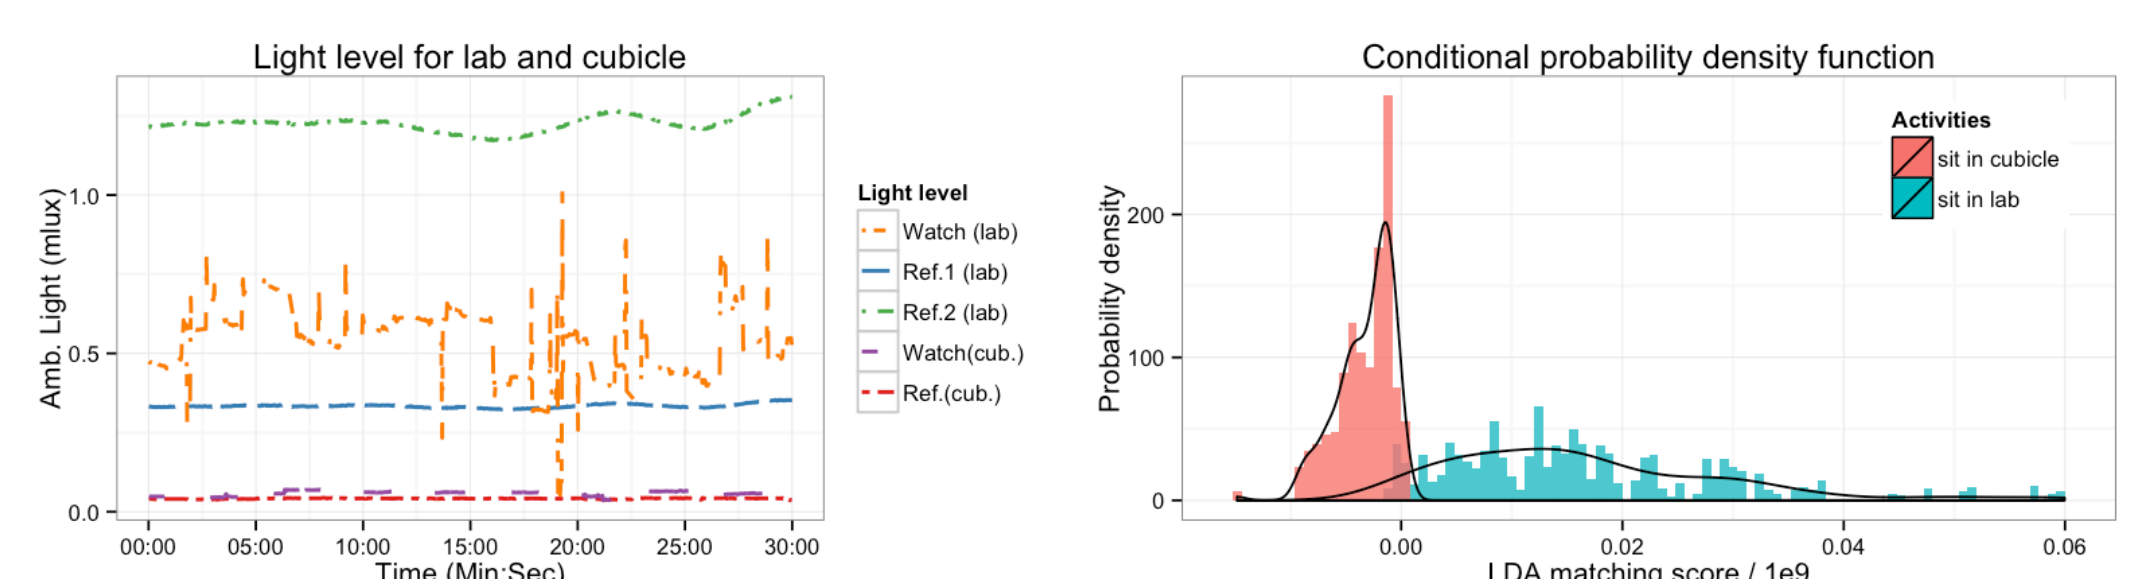 Light level for lab and cubicle
Amb. Light (mlux)
1.0
0.5
0.0
00:00 05:00 10:00 15:00 20:00 25:00 30:00
Time (Min:Sec)
Light level
Watch (lab)
Ref.1 (lab)
Ref.2 (lab)
Watch(cub.)
Ref.(cub.)
Conditional probability density function
Probability density
200
100
0
0.00 0.02 0.04 0.06
LDA matching score / 1e9
Activities
sit in cubicle
sit in lab